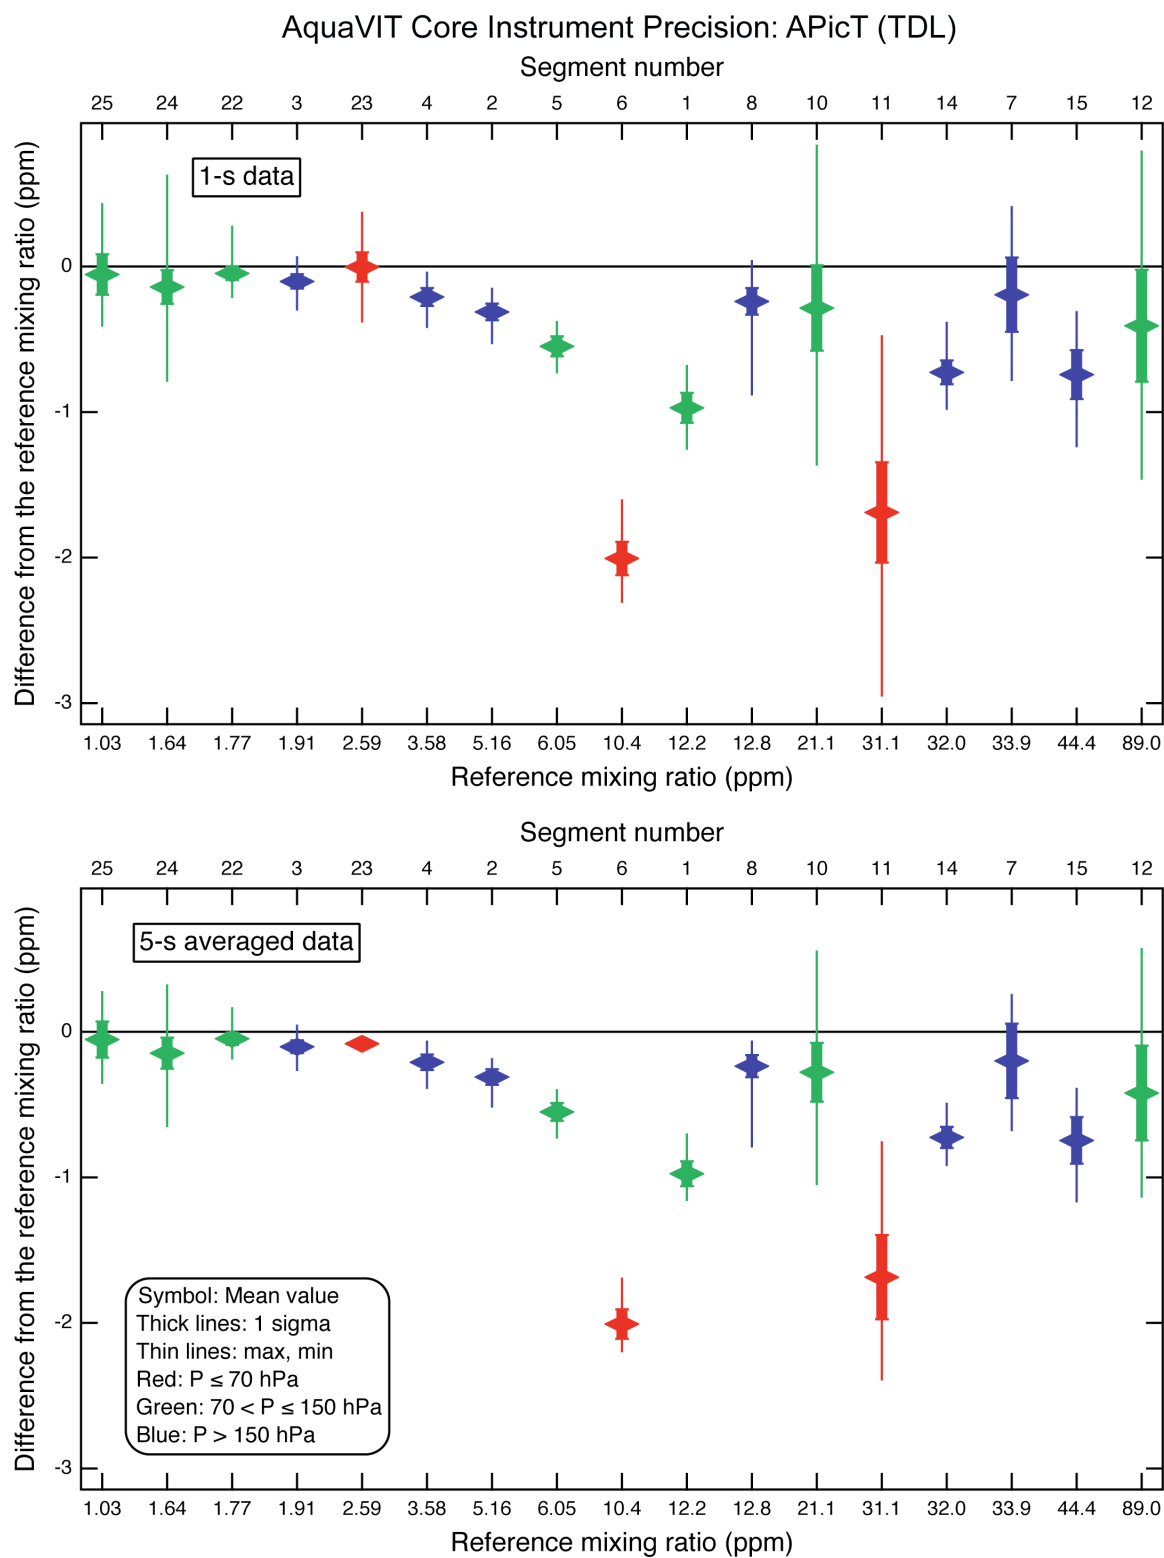 AquaVIT Core Instrument Precision: APicT (TDL)
Segment number
25 24 22 3 23 4 2 5 6 1 8 10 11 14 7 15 12
1-s data
Difference from the reference mixing ratio (ppm)
0
-1
-2
-3
1.03 1.64 1.77 1.91 2.59 3.58 5.16 6.05 10.4 12.2 12.8 21.1 31.1 32.0 33.9 44.4 89.0
Reference mixing ratio (ppm)
Segment number
25 24 22 3 23 4 2 5 6 1 8 10 11 14 7 15 12
5-s averaged data
Difference from the reference mixing ratio (ppm)
0
-1
-2
-3
Symbol: Mean value
Thick lines: 1 sigma
Thin lines: max, min
Red: P ≤ 70 hPa
Green: 70 < P ≤ 150 hPa
Blue: P > 150 hPa
1.03 1.64 1.77 1.91 2.59 3.58 5.16 6.05 10.4 12.2 12.8 21.1 31.1 32.0 33.9 44.4 89.0
Reference mixing ratio (ppm)